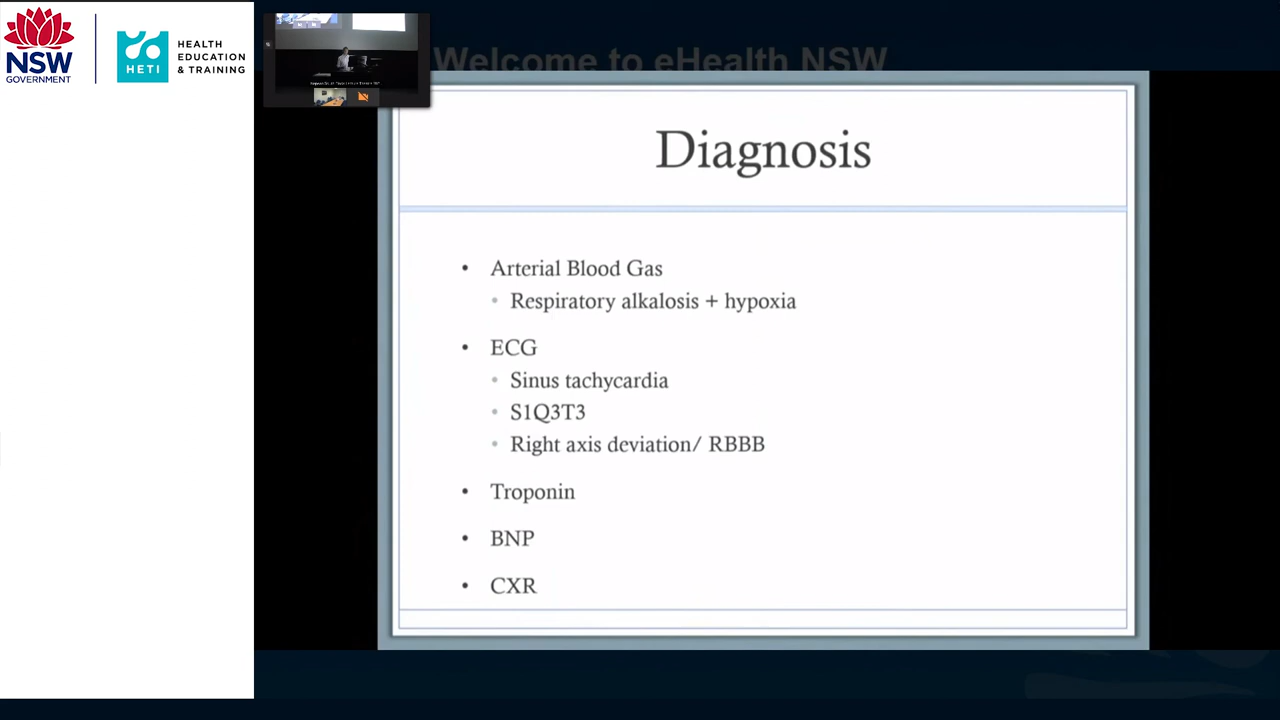 NSW
GOVERNMENT
HETI
HEALTH
EDUCATION
& TRAINING
Welcome to eHealth NSW
Diagnosis
• Arterial Blood Gas
• Respiratory alkalosis + hypoxia
• ECG
• Sinus tachycardia
• S1Q3T3
• Right axis deviation/ RBBB
• Troponin
• BNP
• CXR